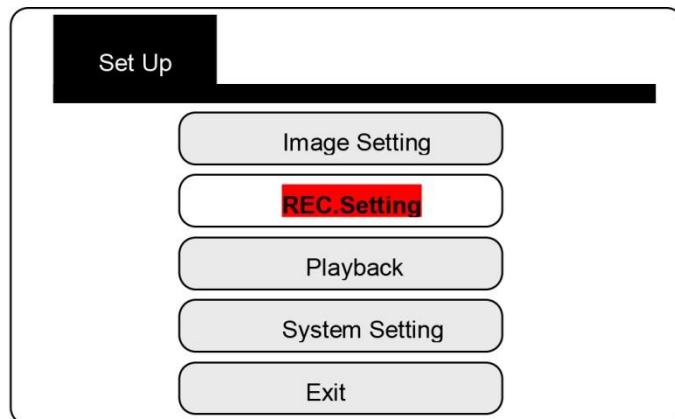 Set Up
Image Setting
REC.Setting
Playback
System Setting
Exit